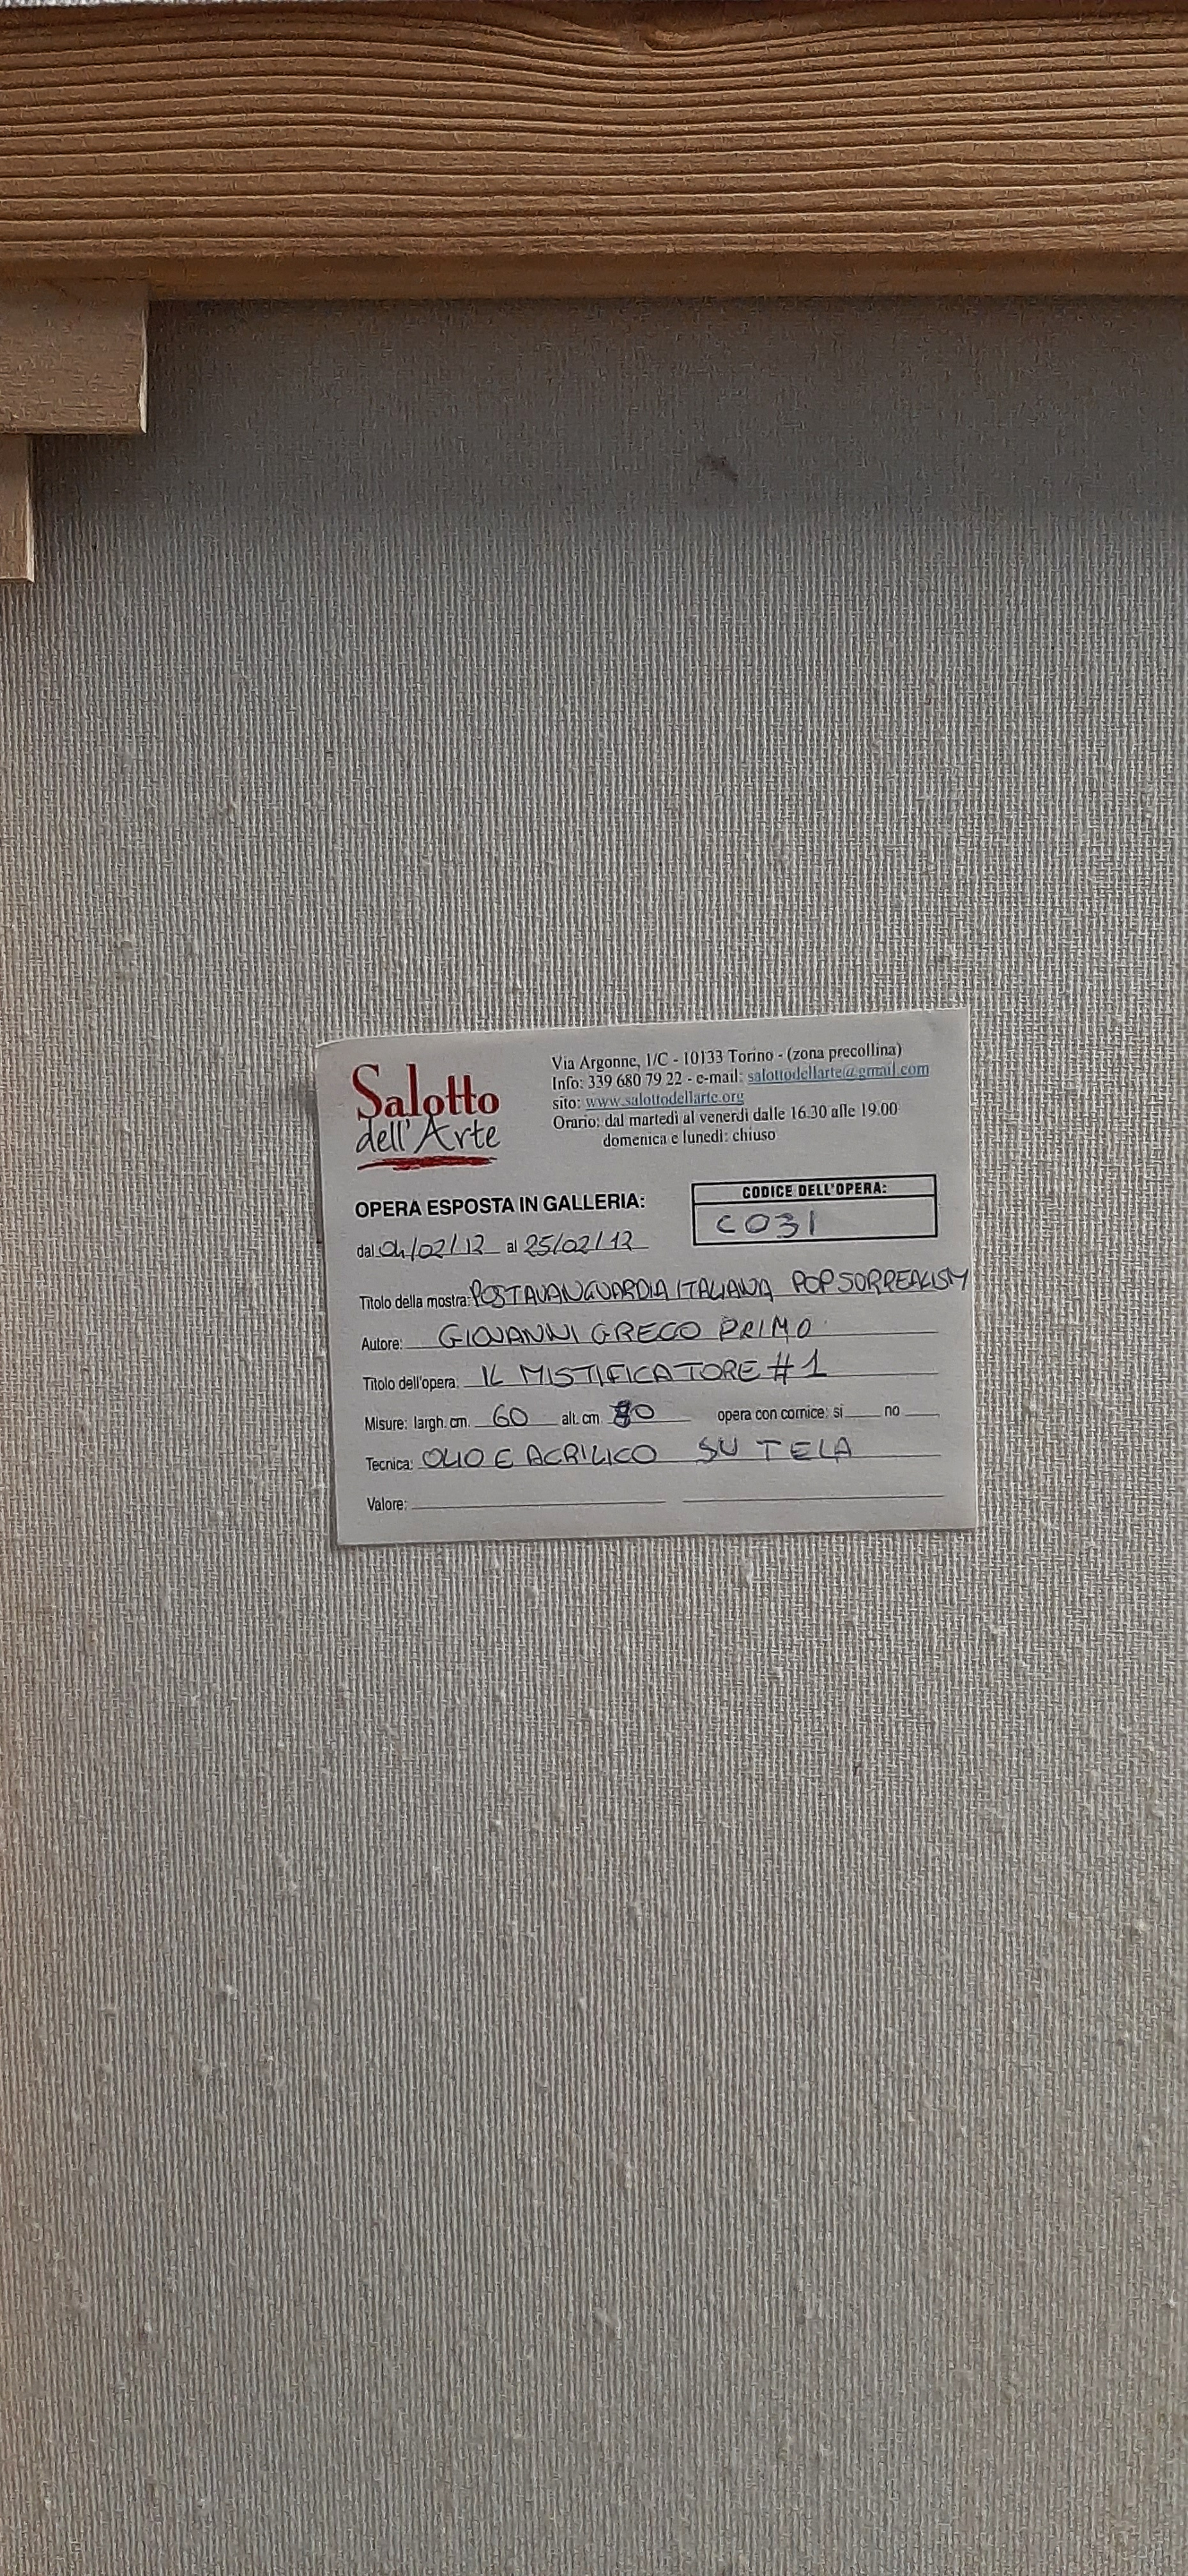 Salotto
dell'Arte
Via Argonne, 1/C - 10133 Torino - (zona precollina)
Info: 339 680 79 22 - e-mail: salottodellarte@gmail.com
sito: www.salottodellarte.org
Orario: dal martedì al venerdì dalle 16.30 alle 19.00
domenica e lunedì: chiuso
OPERA ESPOSTA IN GALLERIA:
CODICE DELL'OPERA:
C031
dal 04/02/12 al 25/02/12
Titolo della mostra: POSTAVANGUARDIA ITALIANA POPSORREALISM
Autore: GIOVANNI GRECO PRIMO
Titolo dell'opera: IL MISTIFICATORE #1
Misure: largh. cm. 60 alt. cm. opera con cornice: si no
Tecnica: OLIO E ACRILICO SU TELA
Valore: